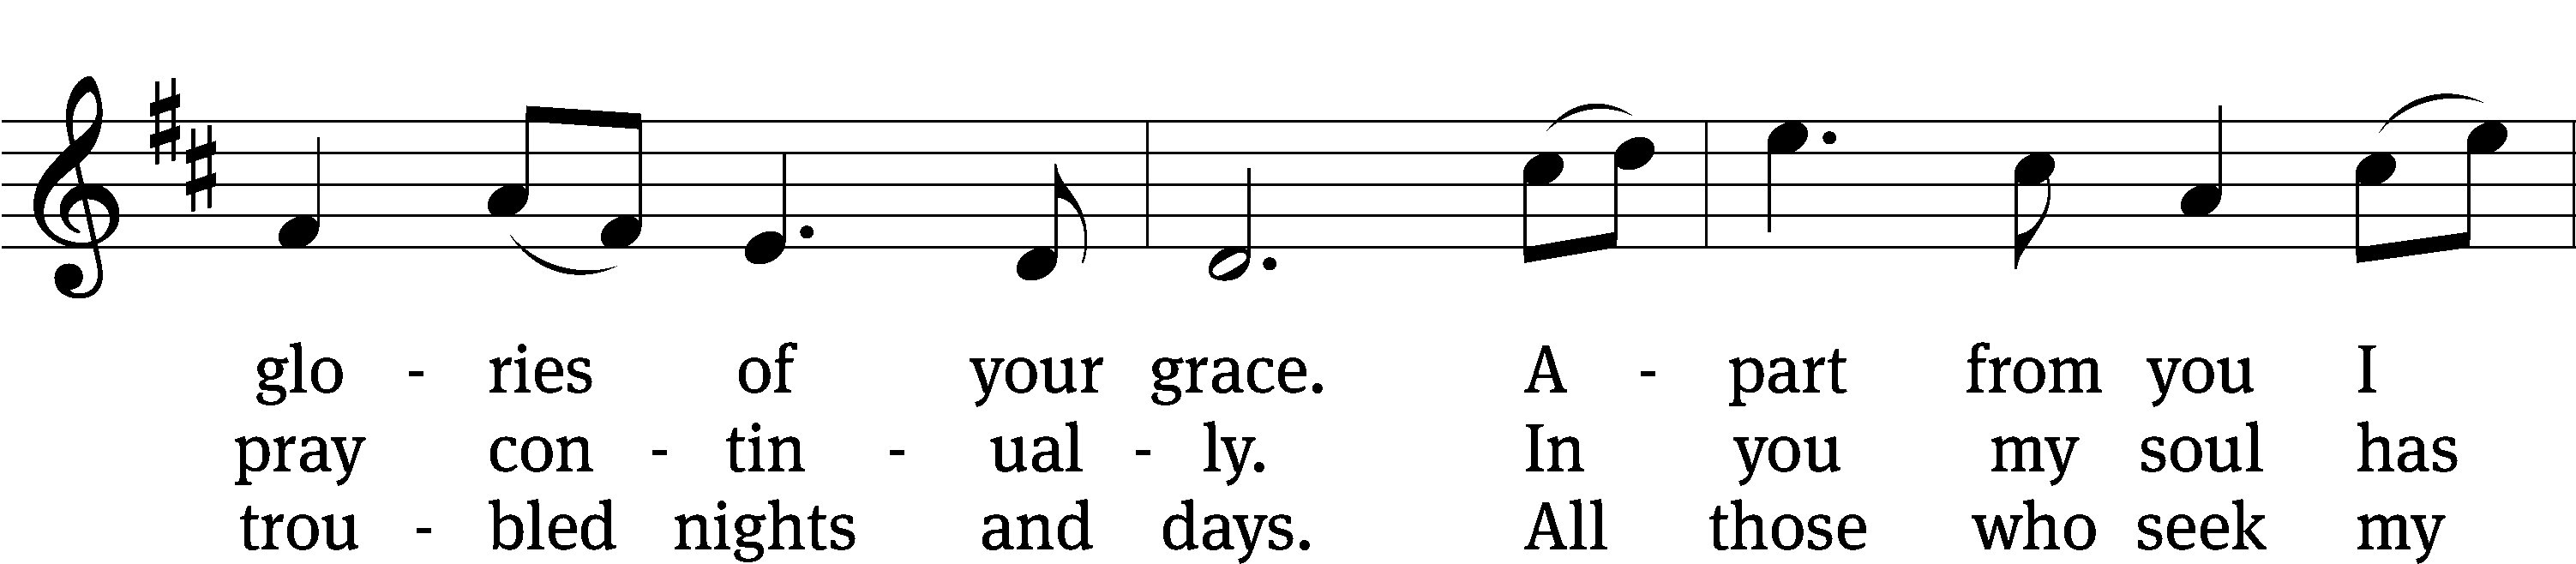 glo - ries of your grace. A - part from you I
pray con - tin - ual - ly. In you my soul has
trou - bled nights and days. All those who seek my